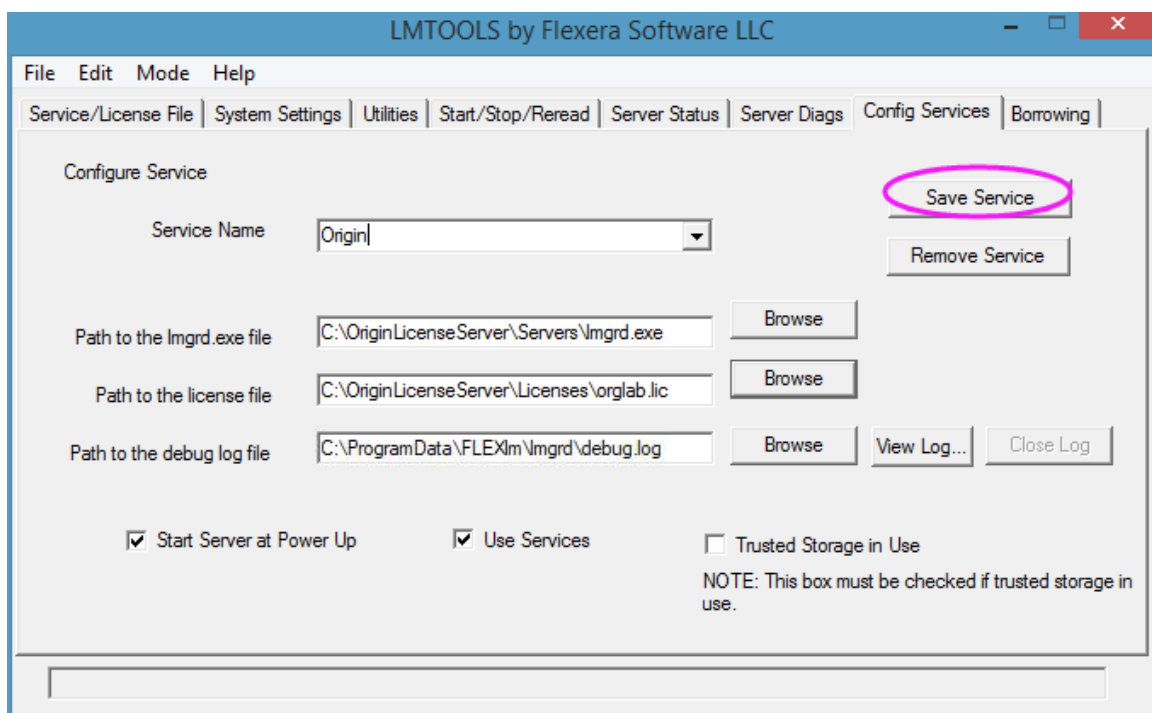 LMTOOLS by Flexera Software LLC
File Edit Mode Help
Service/License File System Settings Utilities Start/Stop/Reread Server Status Server Diags Config Services Borrowing
Configure Service
Save Service
Service Name Origin
Remove Service
Path to the lmgrd.exe file C:\OriginLicenseServer\Servers\lmgrd.exe Browse
Path to the license file C:\OriginLicenseServer\Licenses\orglab.lic Browse
Path to the debug log file C:\ProgramData\FLEXlm\lmgrd\debug.log Browse View Log... Close Log
Start Server at Power Up Use Services Trusted Storage in Use
NOTE: This box must be checked if trusted storage in
use.